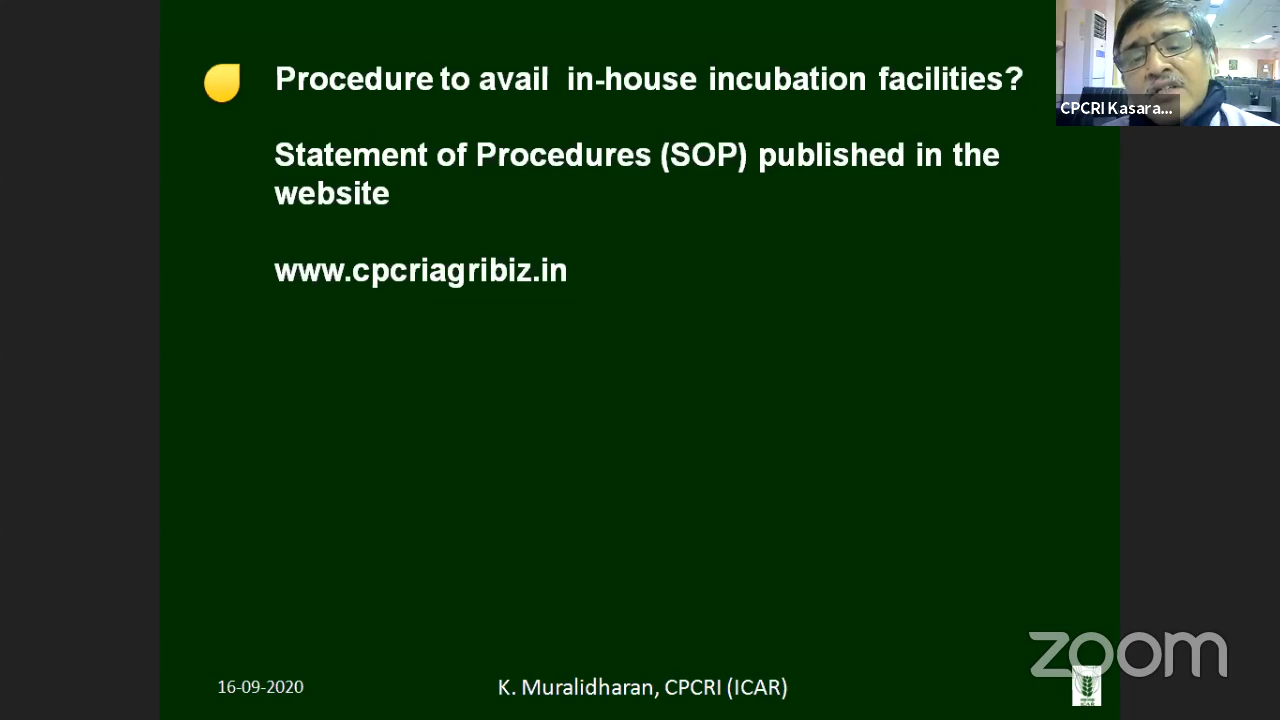 Procedure to avail in-house incubation facilities?
CPCRI Kasara...
Statement of Procedures (SOP) published in the
website
www.cpcriagribiz.in
zoom
16-09-2020
K. Muralidharan, CPCRI (ICAR)
ICAR